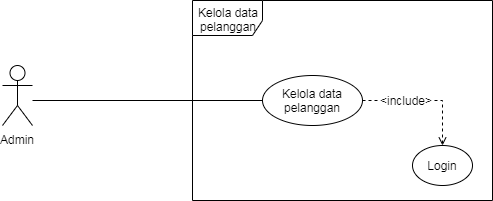 Kelola data
pelanggan
Kelola data
pelanggan
<include>
Admin
Login